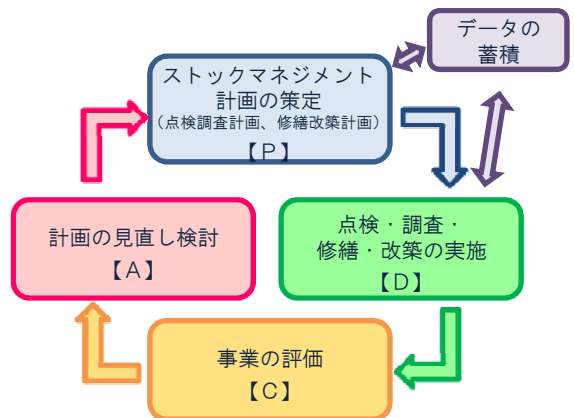 データの
蓄積
ストックマネジメント
計画の策定
（点検調査計画、修繕改築計画）
【Ｐ】
点検・調査・
修繕・改築の実施
【Ｄ】
事業の評価
【Ｃ】
計画の見直し検討
【Ａ】